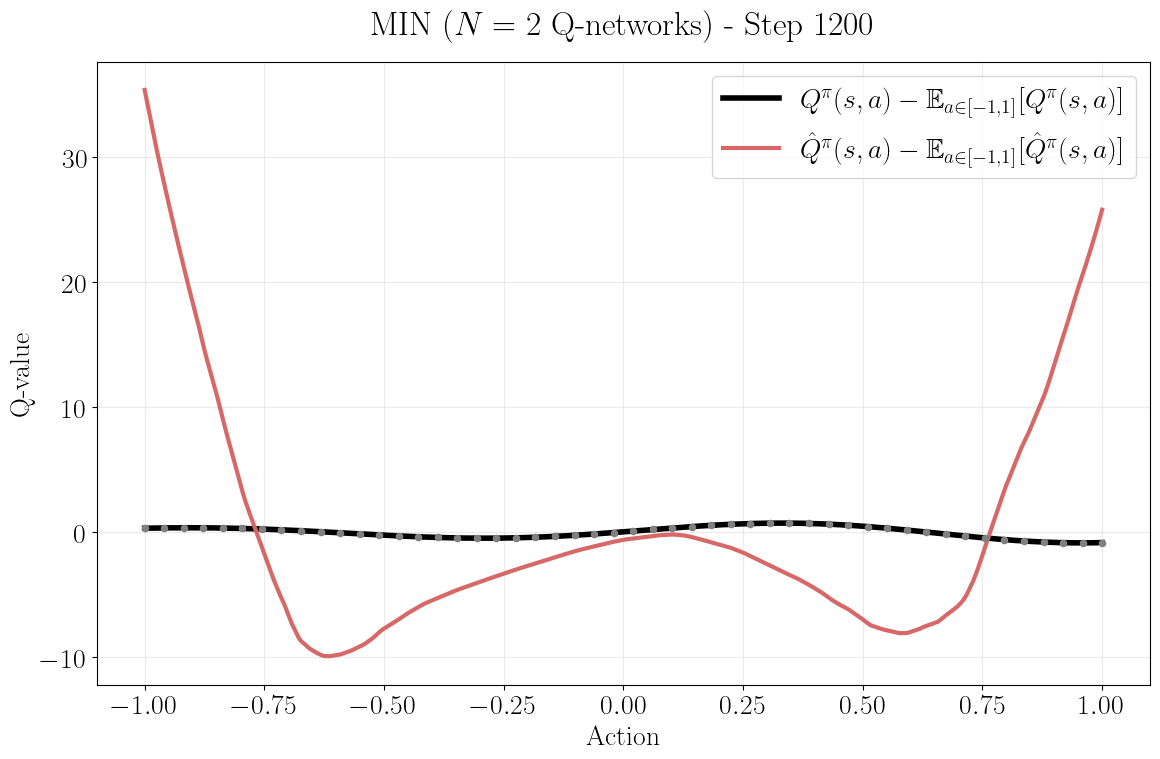 MIN (N = 2 Q-networks) - Step 1200
Q^π(s, a) − 𝔼_{a∈[−1,1]}[Q^π(s, a)]
Q̂^π(s, a) − 𝔼_{a∈[−1,1]}[Q̂^π(s, a)]
30
20
10
0
−10
Q-value
−1.00 −0.75 −0.50 −0.25 0.00 0.25 0.50 0.75 1.00
Action